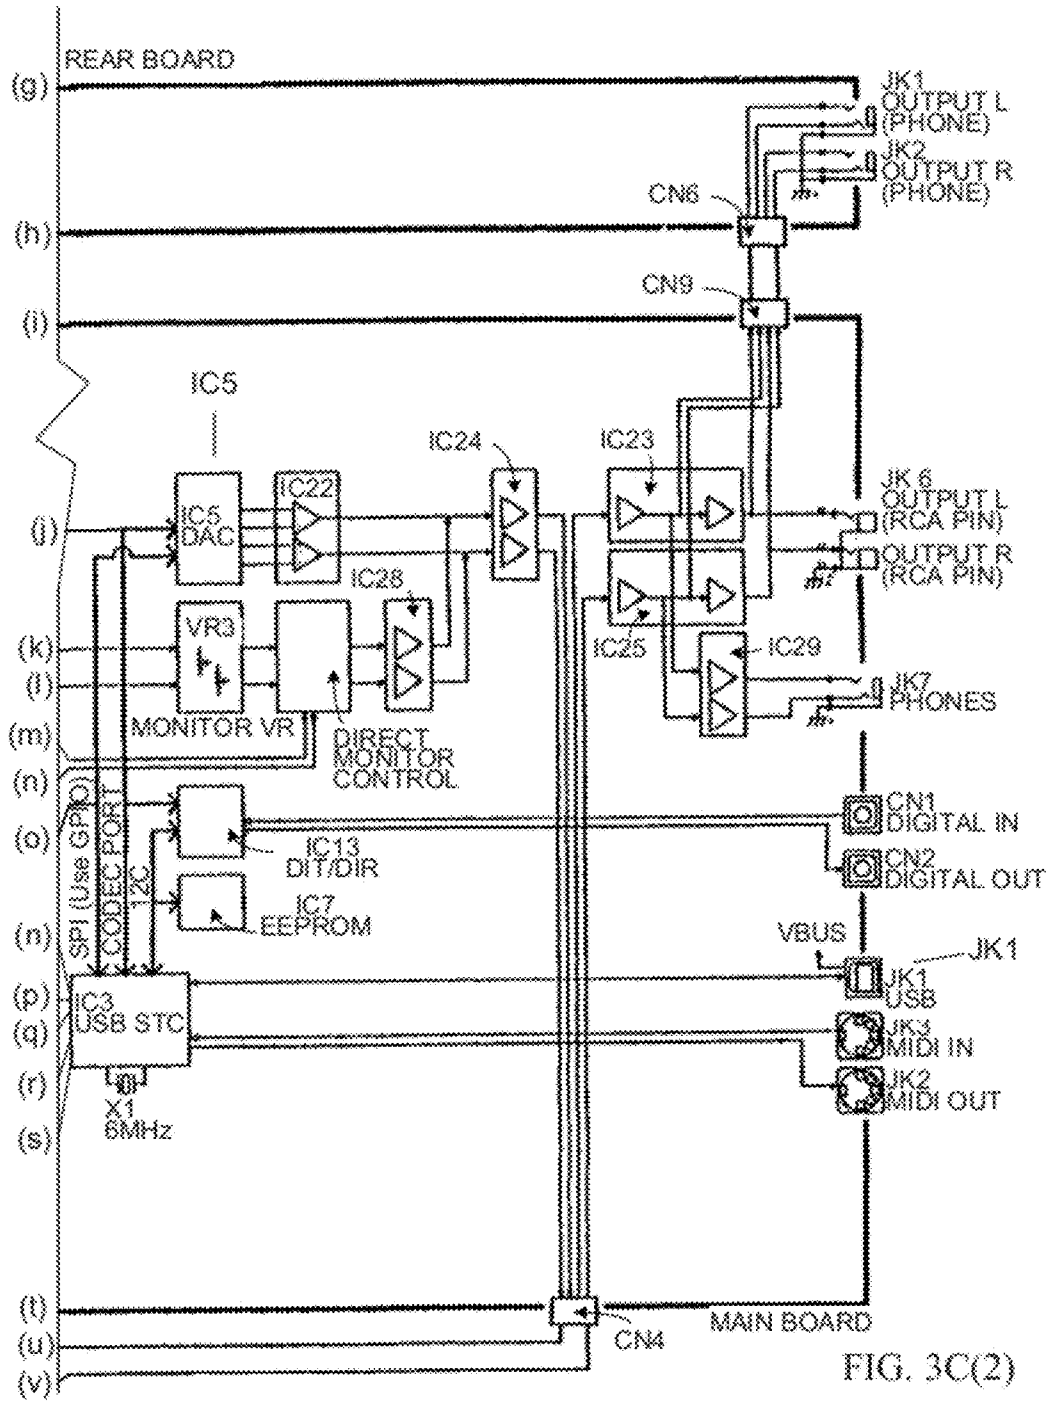 REAR BOARD
(g)
JK1
OUTPUT L
(PHONE)
JK2
OUTPUT R
(PHONE)
CN6
(h)
CN9
(i)
IC5
IC24
IC23
JK 6
OUTPUT L
(RCA PIN)
IC22
(j)
IC5
DAC
OUTPUT R
(RCA PIN)
IC28
(k)
VR3
IC25
IC29
(l)
JK7
PHONES
MONITOR VR
(m)
DIRECT
MONITOR
CONTROL
(n)
SPI (Use GPIO)
CODEC PORT
12C
CN1
DIGITAL IN
(o)
IC13
DIT/DIR
CN2
DIGITAL OUT
IC7
EEPROM
(n)
VBUS
JK1
JK1
USB
(p)
IC3
USB STC
(q)
JK3
MIDI IN
(r)
JK2
MIDI OUT
X1
6MHz
(s)
(t)
MAIN BOARD
CN4
(u)
(v)
FIG. 3C(2)